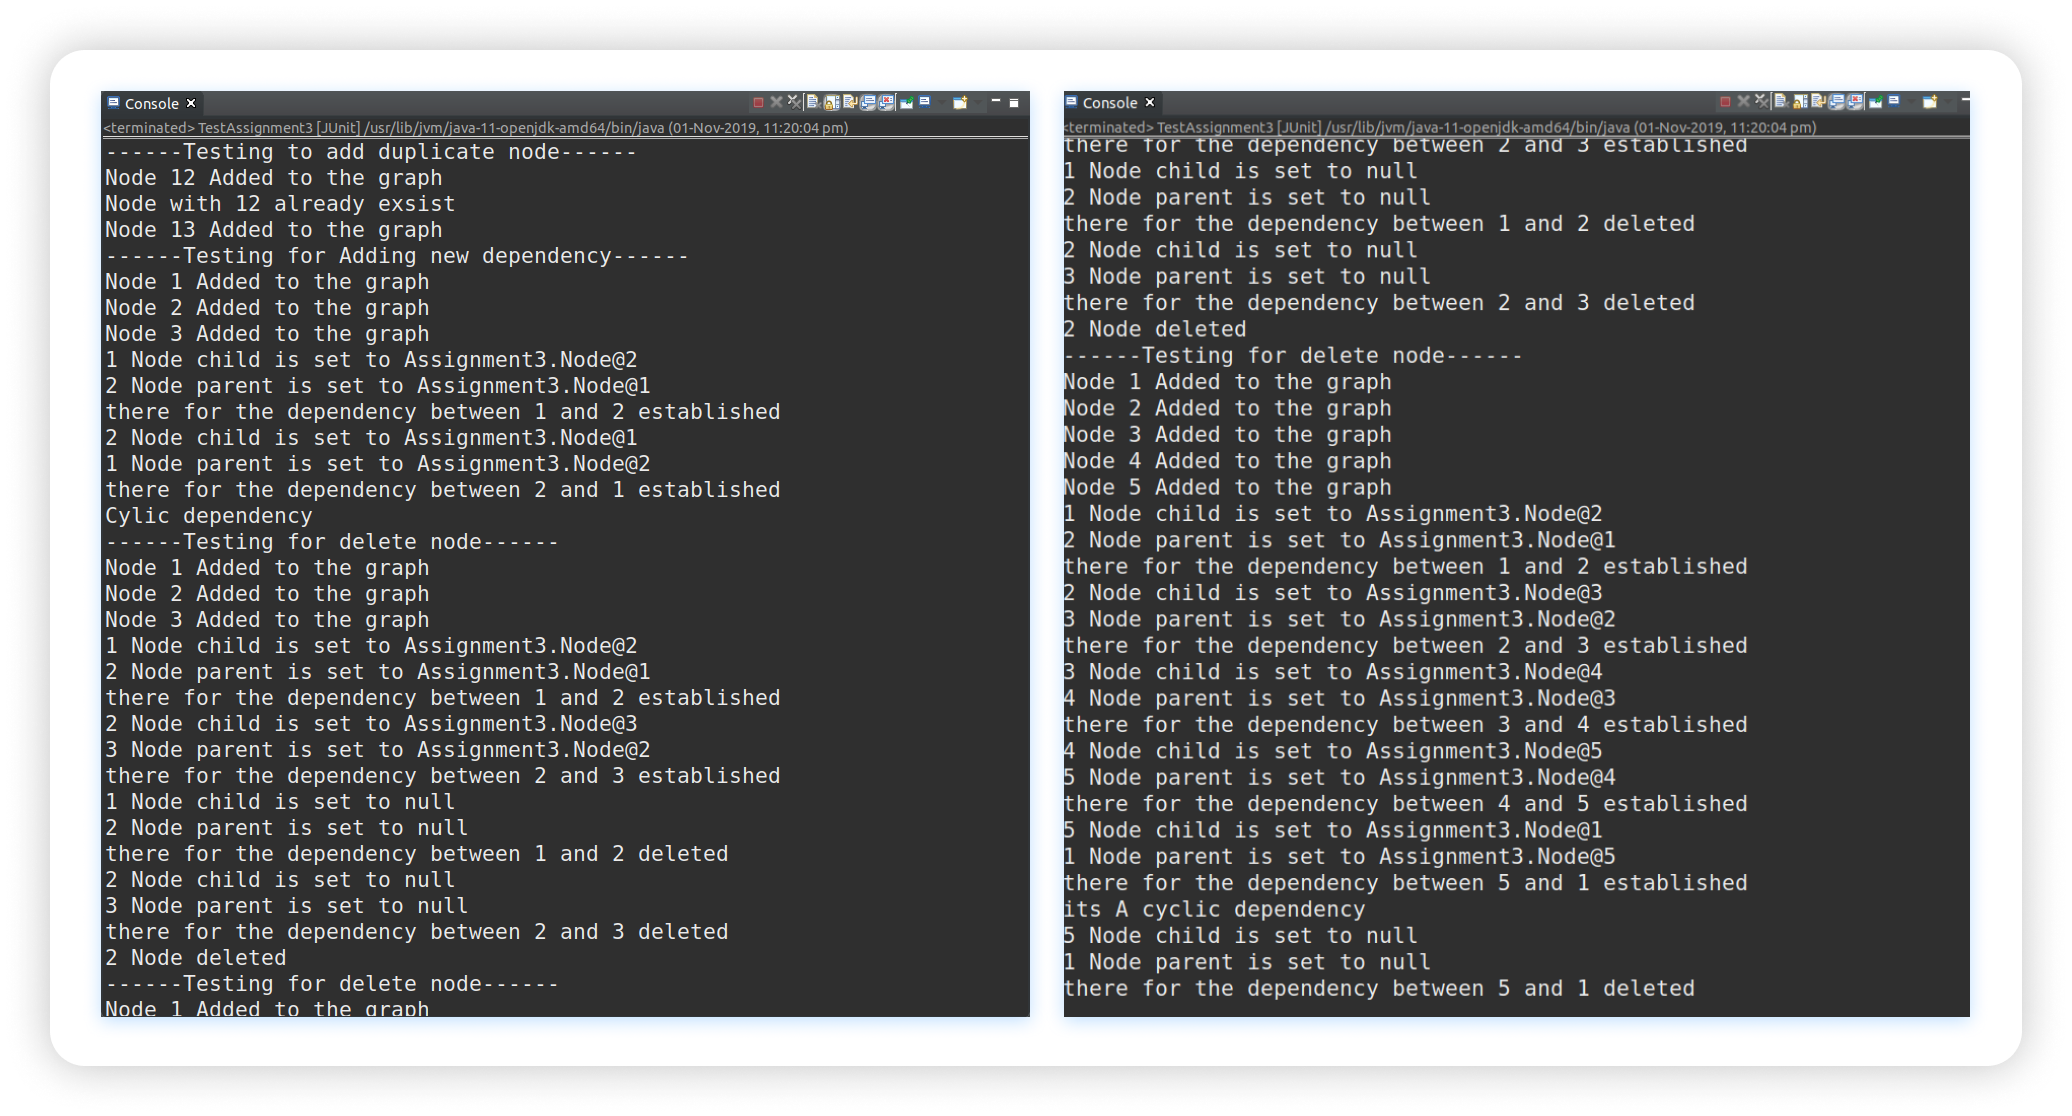 Console
<terminated> TestAssignment3 [JUnit] /usr/lib/jvm/java-11-openjdk-amd64/bin/java (01-Nov-2019, 11:20:04 pm)
------Testing to add duplicate node------
Node 12 Added to the graph
Node with 12 already exsist
Node 13 Added to the graph
------Testing for Adding new dependency------
Node 1 Added to the graph
Node 2 Added to the graph
Node 3 Added to the graph
1 Node child is set to Assignment3.Node@2
2 Node parent is set to Assignment3.Node@1
there for the dependency between 1 and 2 established
2 Node child is set to Assignment3.Node@1
1 Node parent is set to Assignment3.Node@2
there for the dependency between 2 and 1 established
Cylic dependency
------Testing for delete node------
Node 1 Added to the graph
Node 2 Added to the graph
Node 3 Added to the graph
1 Node child is set to Assignment3.Node@2
2 Node parent is set to Assignment3.Node@1
there for the dependency between 1 and 2 established
2 Node child is set to Assignment3.Node@3
3 Node parent is set to Assignment3.Node@2
there for the dependency between 2 and 3 established
1 Node child is set to null
2 Node parent is set to null
there for the dependency between 1 and 2 deleted
2 Node child is set to null
3 Node parent is set to null
there for the dependency between 2 and 3 deleted
2 Node deleted
------Testing for delete node------
Node 1 Added to the graph
Console
<terminated> TestAssignment3 [JUnit] /usr/lib/jvm/java-11-openjdk-amd64/bin/java (01-Nov-2019, 11:20:04 pm)
there for the dependency between 2 and 3 established
1 Node child is set to null
2 Node parent is set to null
there for the dependency between 1 and 2 deleted
2 Node child is set to null
3 Node parent is set to null
there for the dependency between 2 and 3 deleted
2 Node deleted
------Testing for delete node------
Node 1 Added to the graph
Node 2 Added to the graph
Node 3 Added to the graph
Node 4 Added to the graph
Node 5 Added to the graph
1 Node child is set to Assignment3.Node@2
2 Node parent is set to Assignment3.Node@1
there for the dependency between 1 and 2 established
2 Node child is set to Assignment3.Node@3
3 Node parent is set to Assignment3.Node@2
there for the dependency between 2 and 3 established
3 Node child is set to Assignment3.Node@4
4 Node parent is set to Assignment3.Node@3
there for the dependency between 3 and 4 established
4 Node child is set to Assignment3.Node@5
5 Node parent is set to Assignment3.Node@4
there for the dependency between 4 and 5 established
5 Node child is set to Assignment3.Node@1
1 Node parent is set to Assignment3.Node@5
there for the dependency between 5 and 1 established
its A cyclic dependency
5 Node child is set to null
1 Node parent is set to null
there for the dependency between 5 and 1 deleted